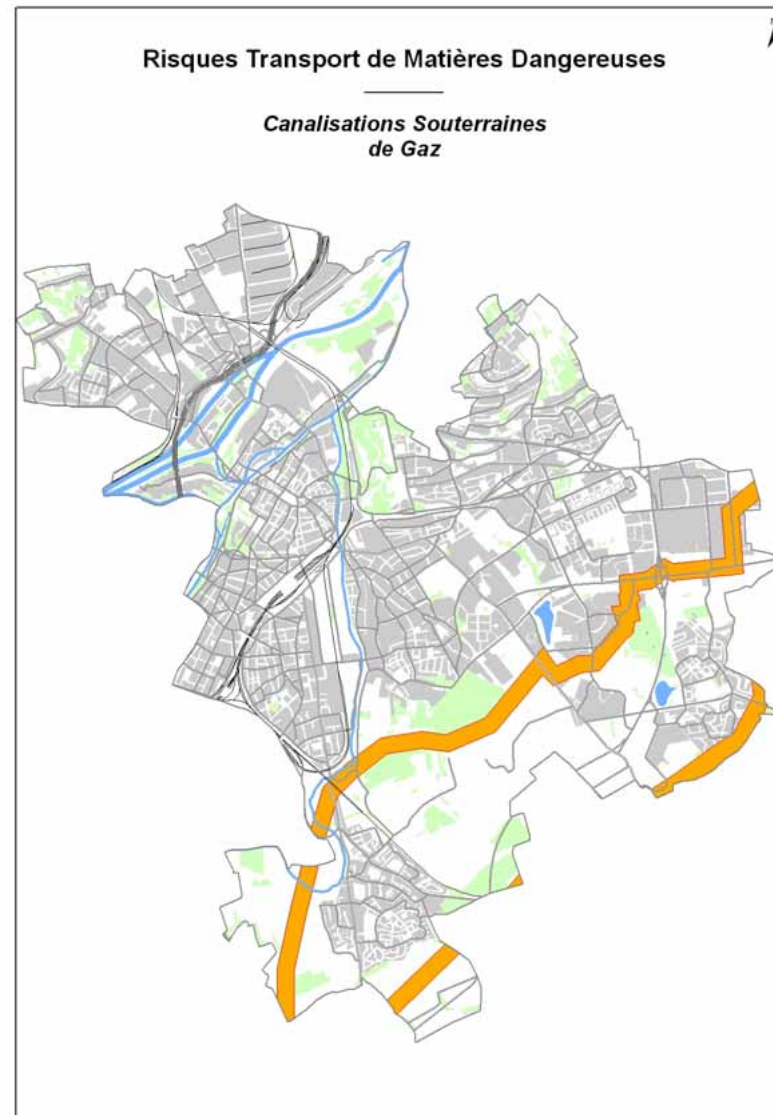 Risques Transport de Matières Dangereuses
Canalisations Souterraines
de Gaz